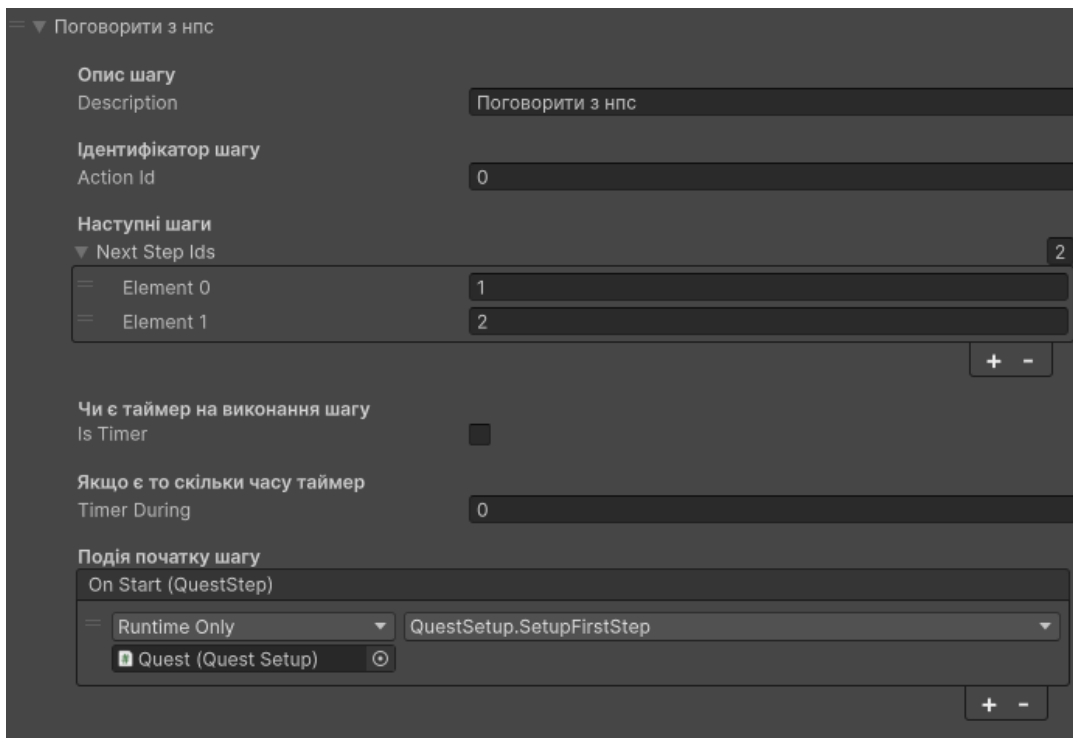 Поговорити з нпс
Опис шагу
Description Поговорити з нпс
Ідентифікатор шагу
Action Id 0
Наступні шаги
Next Step Ids 2
Element 0 1
Element 1 2
+ -
Чи є таймер на виконання шагу
Is Timer
Якщо є то скільки часу таймер
Timer During 0
Подія початку шагу
On Start (QuestStep)
Runtime Only QuestSetup.SetupFirstStep
Quest (Quest Setup)
+ -